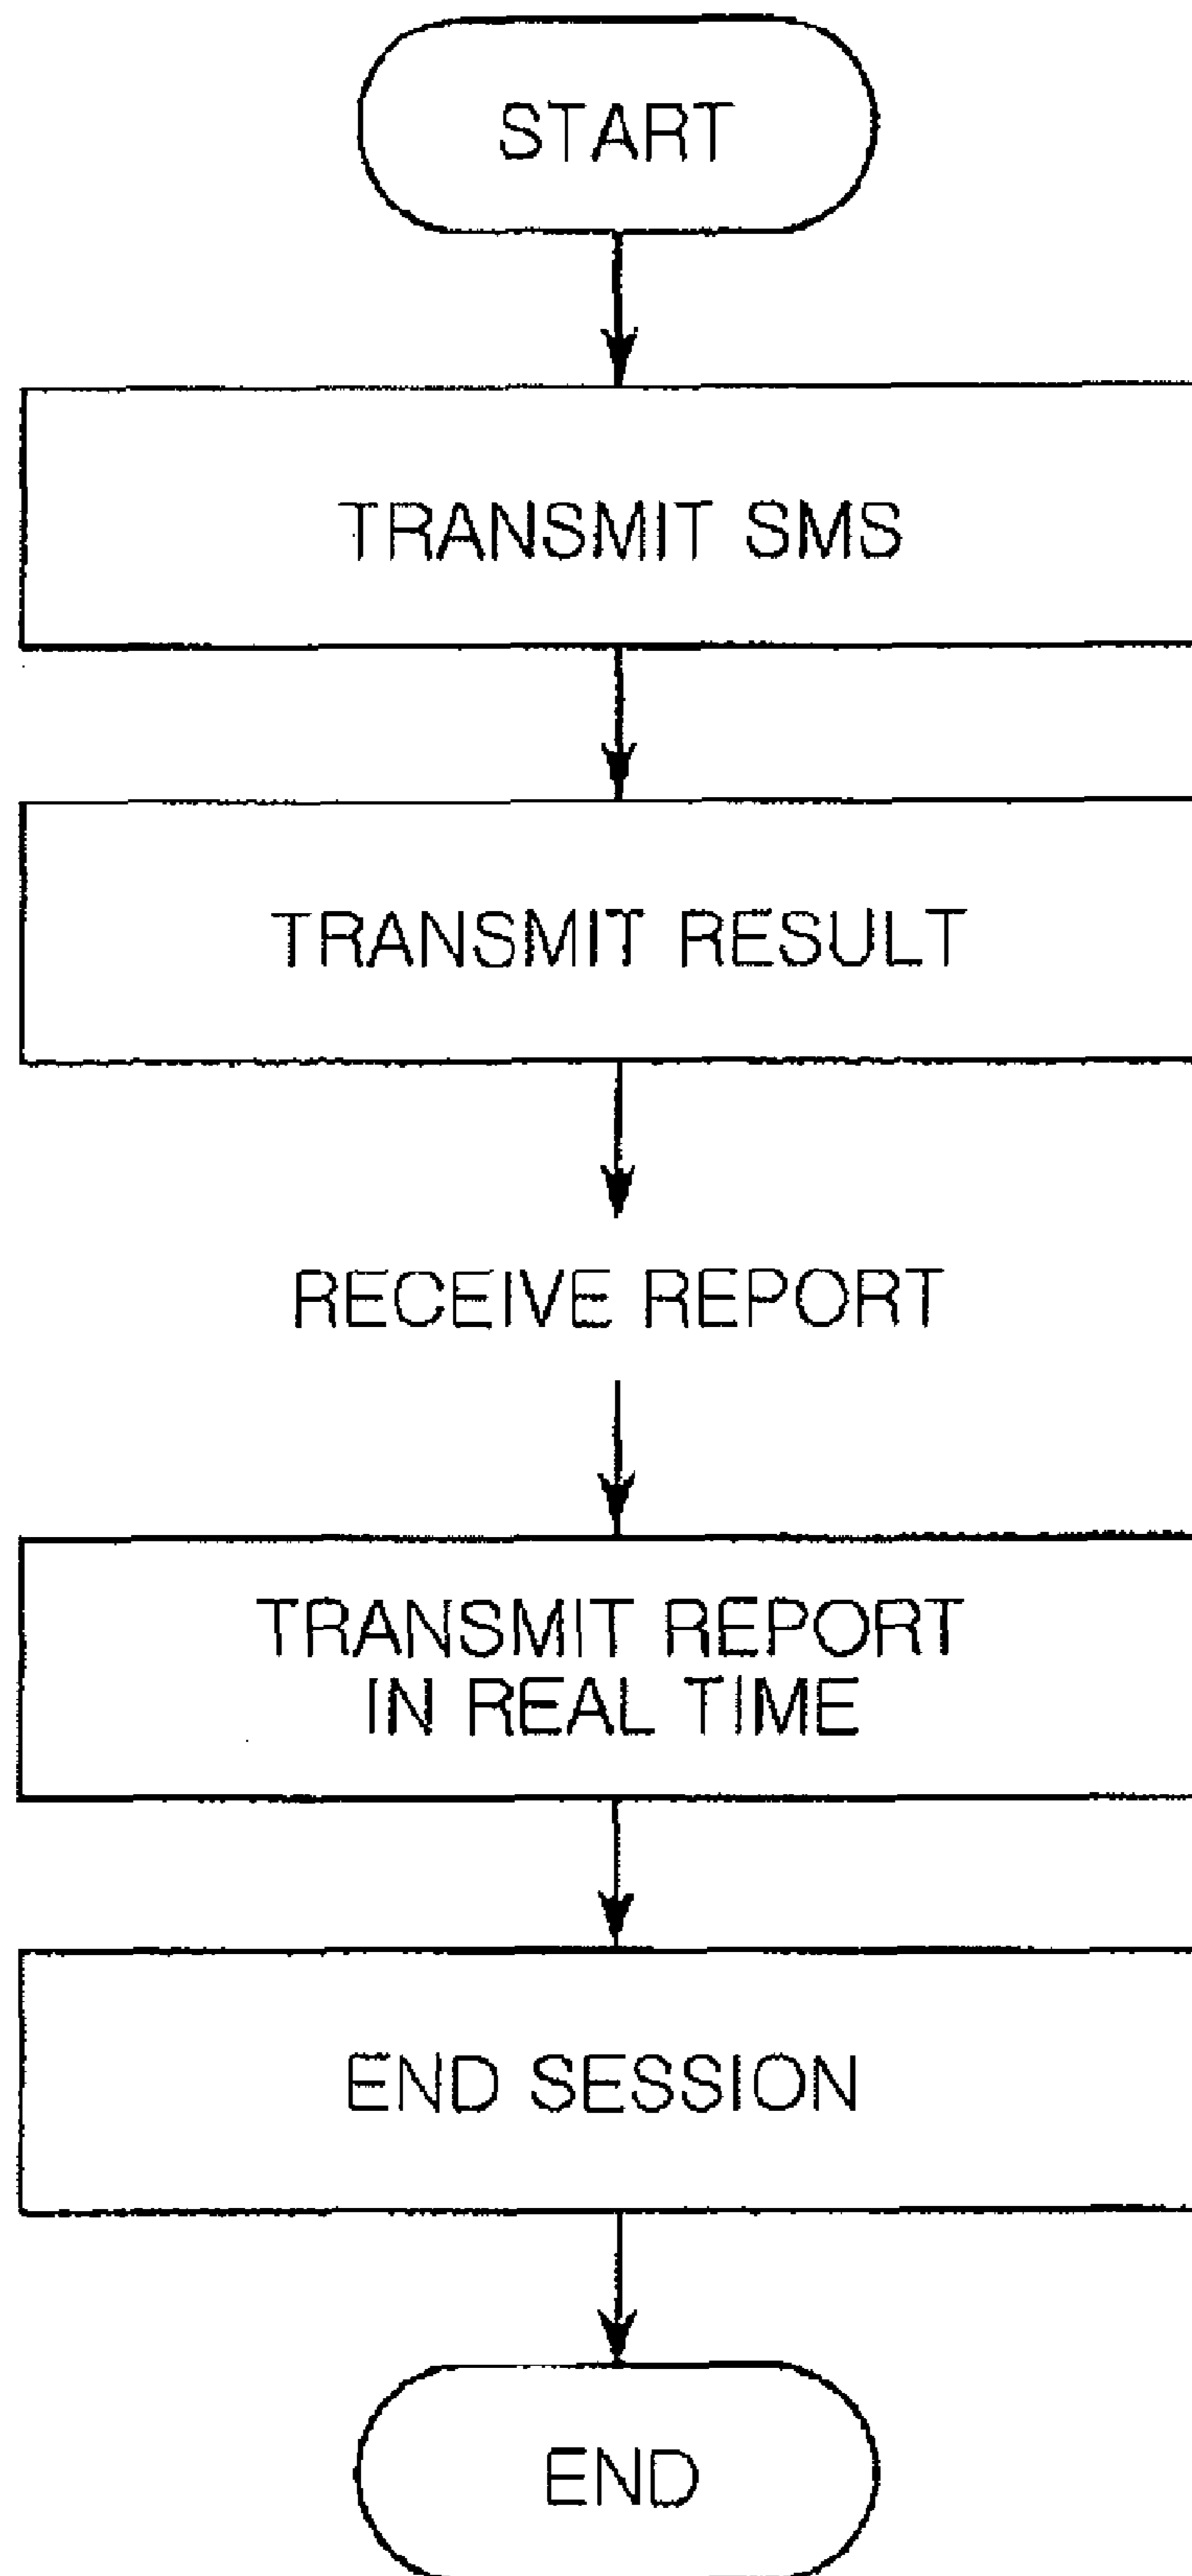 START
TRANSMIT SMS
TRANSMIT RESULT
RECEIVE REPORT
TRANSMIT REPORT
IN REAL TIME
END SESSION
END